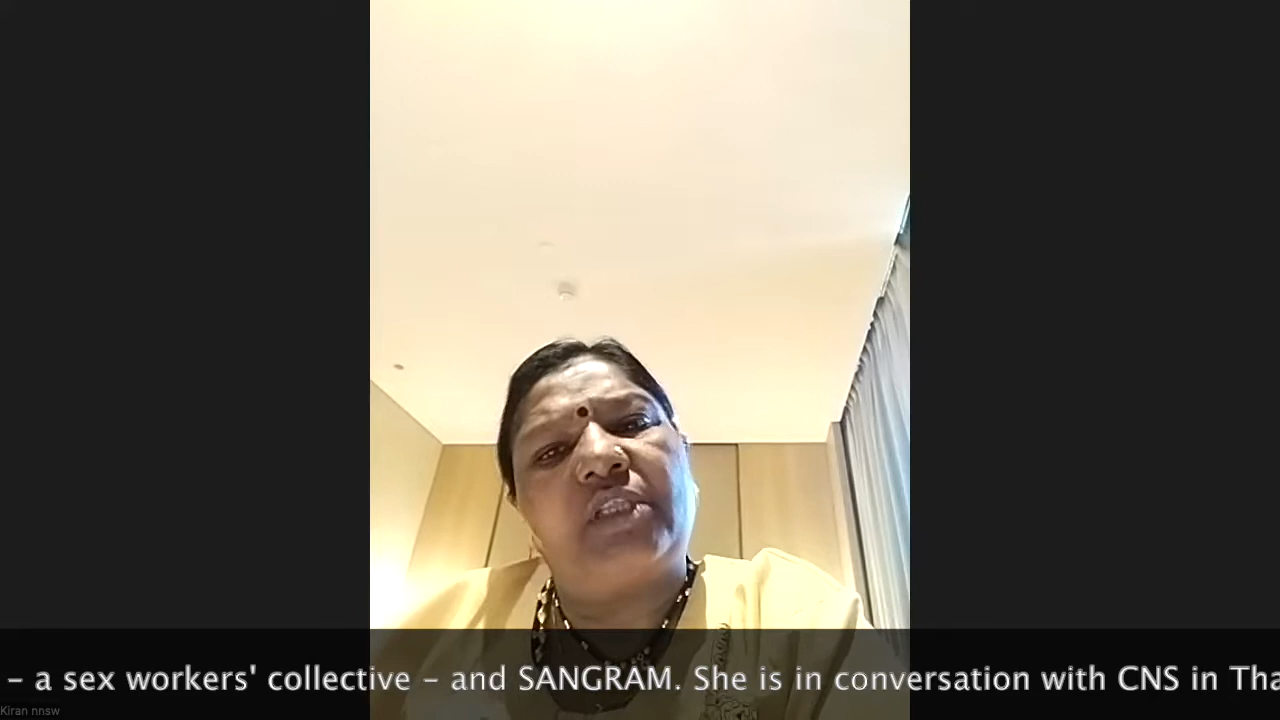 – a sex workers' collective – and SANGRAM. She is in conversation with CNS in Tha
Kiran nnsw